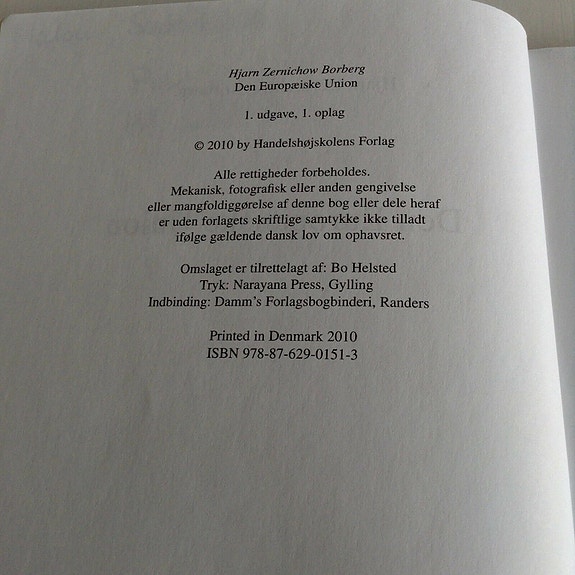 Hjarn Zernichow Borberg
Den Europæiske Union
1. udgave, 1. oplag
© 2010 by Handelshøjskolens Forlag
Alle rettigheder forbeholdes.
Mekanisk, fotografisk eller anden gengivelse
eller mangfoldiggørelse af denne bog eller dele heraf
er uden forlagets skriftlige samtykke ikke tilladt
ifølge gældende dansk lov om ophavsret.
Omslaget er tilrettelagt af: Bo Helsted
Tryk: Narayana Press, Gylling
Indbinding: Damm's Forlagsbogbinderi, Randers
Printed in Denmark 2010
ISBN 978-87-629-0151-3